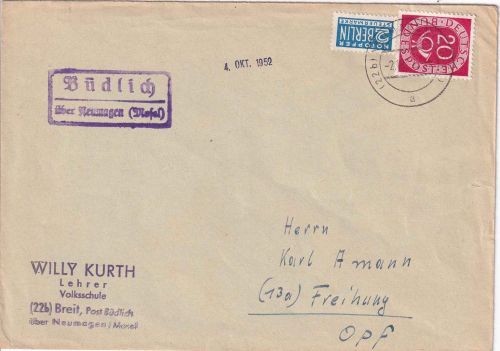 NOTOPFER
2 BERLIN
STEUERMARKE
DEUTSCHE BUNDESPOST
20
(22b)
a
4. OKT. 1952
Büdlich
über Neumagen (Mosel)
Herrn
Karl Amann
(13a) Freihung
OPF
WILLY KURTH
Lehrer
Volksschule
(22b) Breit, Post Büdlich
über Neumagen/Mosel